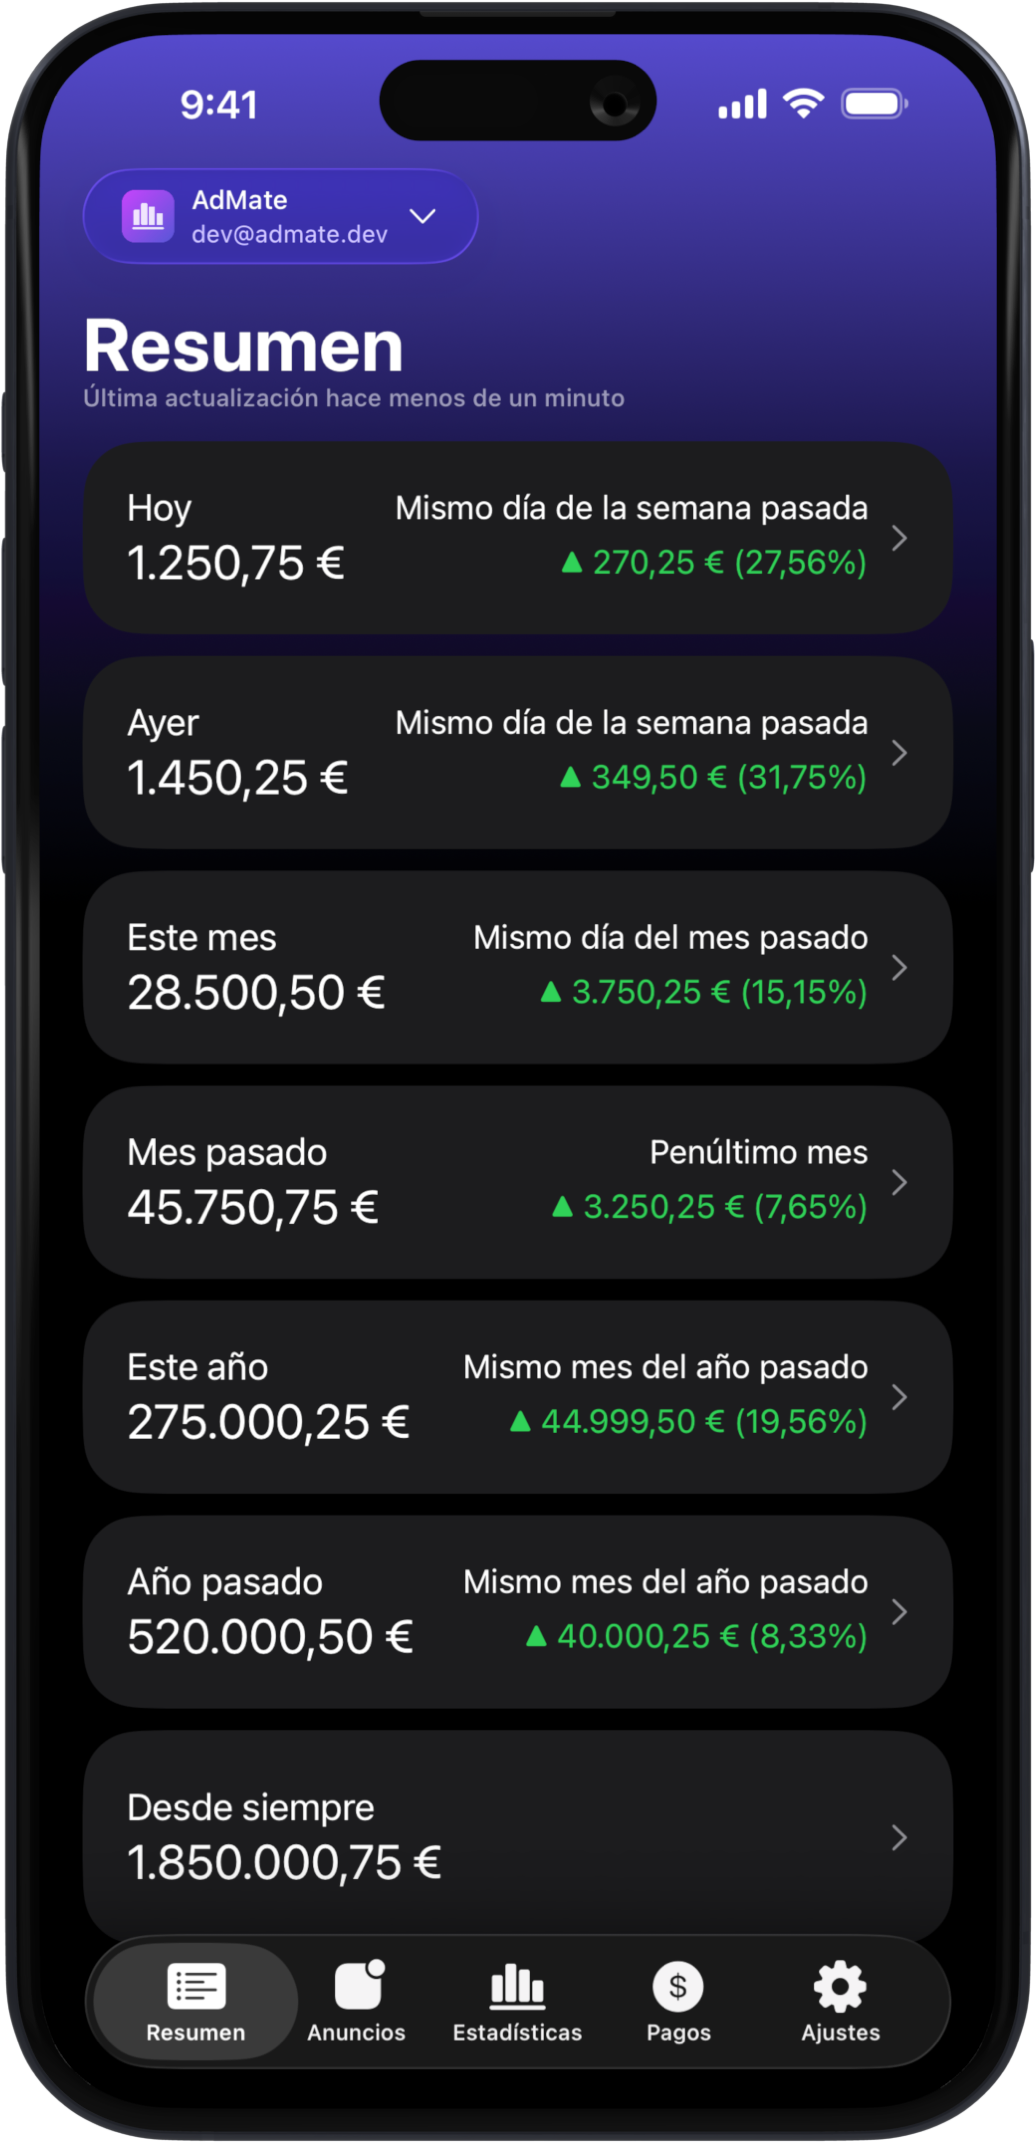 9:41
AdMate
dev@admate.dev
Resumen
Última actualización hace menos de un minuto
Hoy
Mismo día de la semana pasada
1.250,75 €
▲ 270,25 € (27,56%)
Ayer
Mismo día de la semana pasada
1.450,25 €
▲ 349,50 € (31,75%)
Este mes
Mismo día del mes pasado
28.500,50 €
▲ 3.750,25 € (15,15%)
Mes pasado
Penúltimo mes
45.750,75 €
▲ 3.250,25 € (7,65%)
Este año
Mismo mes del año pasado
275.000,25 €
▲ 44.999,50 € (19,56%)
Año pasado
Mismo mes del año pasado
520.000,50 €
▲ 40.000,25 € (8,33%)
Desde siempre
1.850.000,75 €
$
Resumen Anuncios Estadísticas Pagos Ajustes